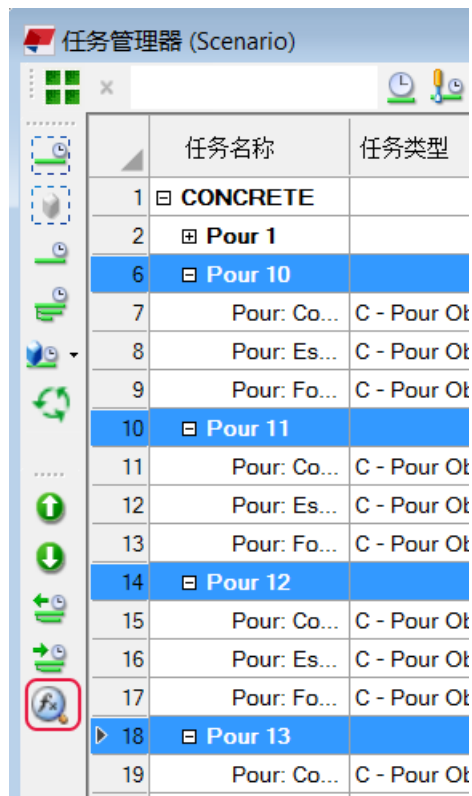 任务管理器 (Scenario)
任务名称 任务类型
1 CONCRETE
2 Pour 1
6 Pour 10
7 Pour: Co... C - Pour Ob
8 Pour: Es... C - Pour Ob
9 Pour: Fo... C - Pour Ob
10 Pour 11
11 Pour: Co... C - Pour Ob
12 Pour: Es... C - Pour Ob
13 Pour: Fo... C - Pour Ob
14 Pour 12
15 Pour: Co... C - Pour Ob
16 Pour: Es... C - Pour Ob
17 Pour: Fo... C - Pour Ob
fx
18 Pour 13
19 Pour: Co... C - Pour Ob